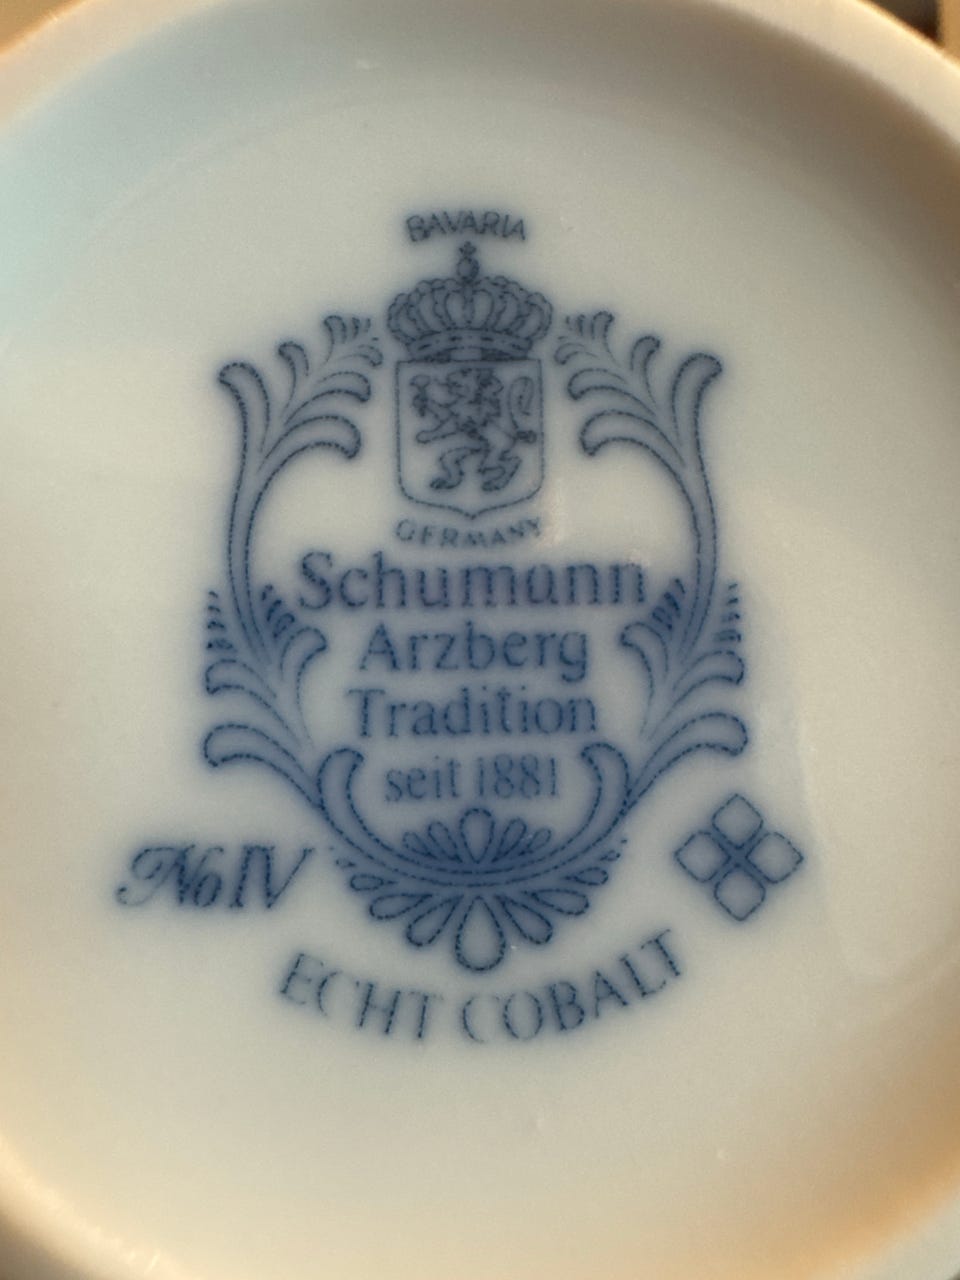 BAVARIA
GERMANY
Schumann
Arzberg
Tradition
seit 1881
No IV
ECHT COBALT